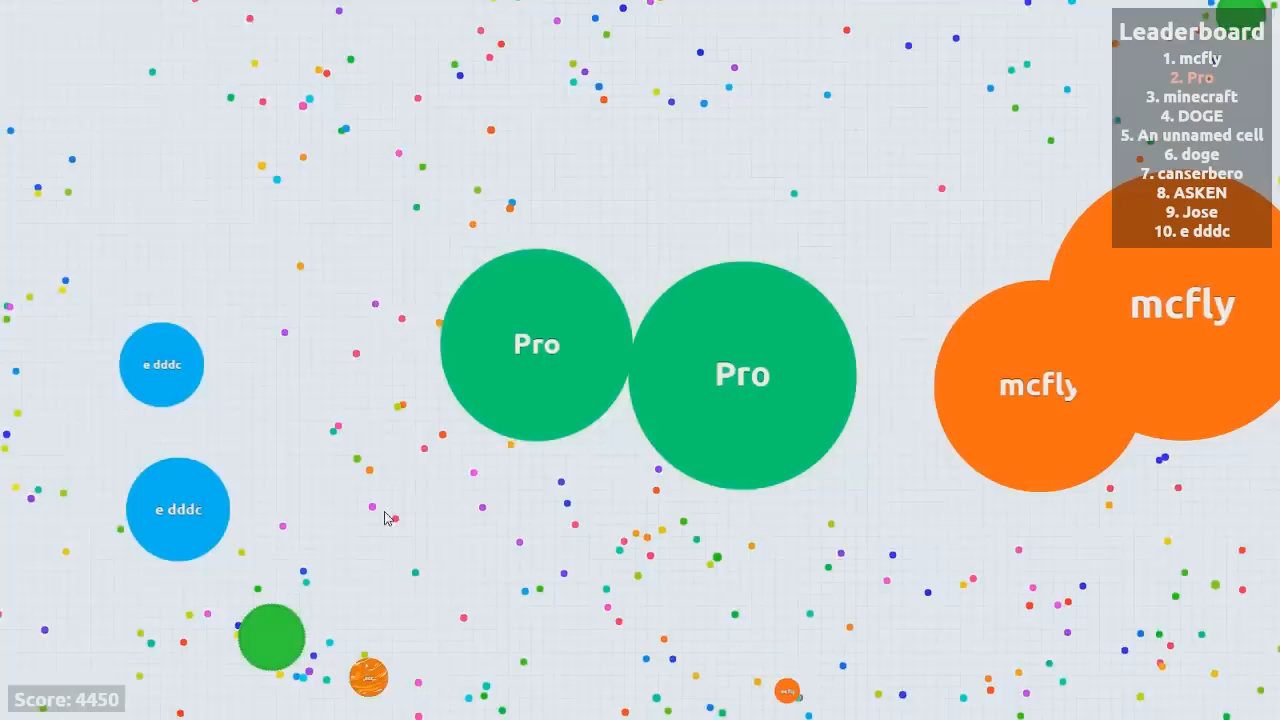 Leaderboard
1. mcfly
2. Pro
3. minecraft
4. DOGE
5. An unnamed cell
6. doge
7. canserbero
8. ASKEN
9. Jose
10. e dddc
mcfly
Pro
e dddc
Pro
mcfly
e dddc
mcfly
Score: 4450